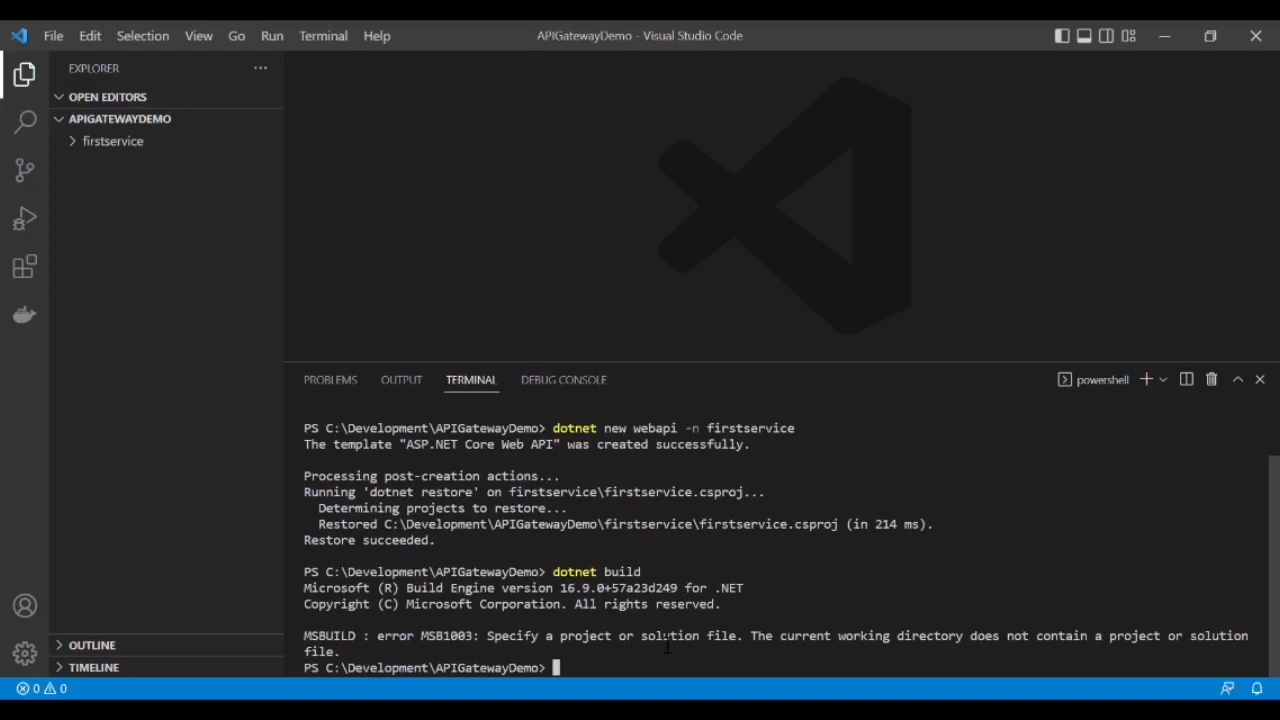 File Edit Selection View Go Run Terminal Help
APIGatewayDemo - Visual Studio Code
EXPLORER
OPEN EDITORS
APIGATEWAYDEMO
firstservice
PROBLEMS OUTPUT TERMINAL DEBUG CONSOLE
powershell
PS C:\Development\APIGatewayDemo> dotnet new webapi -n firstservice
The template "ASP.NET Core Web API" was created successfully.
Processing post-creation actions...
Running 'dotnet restore' on firstservice\firstservice.csproj...
Determining projects to restore...
Restored C:\Development\APIGatewayDemo\firstservice\firstservice.csproj (in 214 ms).
Restore succeeded.
PS C:\Development\APIGatewayDemo> dotnet build
Microsoft (R) Build Engine version 16.9.0+57a23d249 for .NET
Copyright (C) Microsoft Corporation. All rights reserved.
MSBUILD : error MSB1003: Specify a project or solution file. The current working directory does not contain a project or solution
file.
PS C:\Development\APIGatewayDemo>
OUTLINE
TIMELINE
0 0